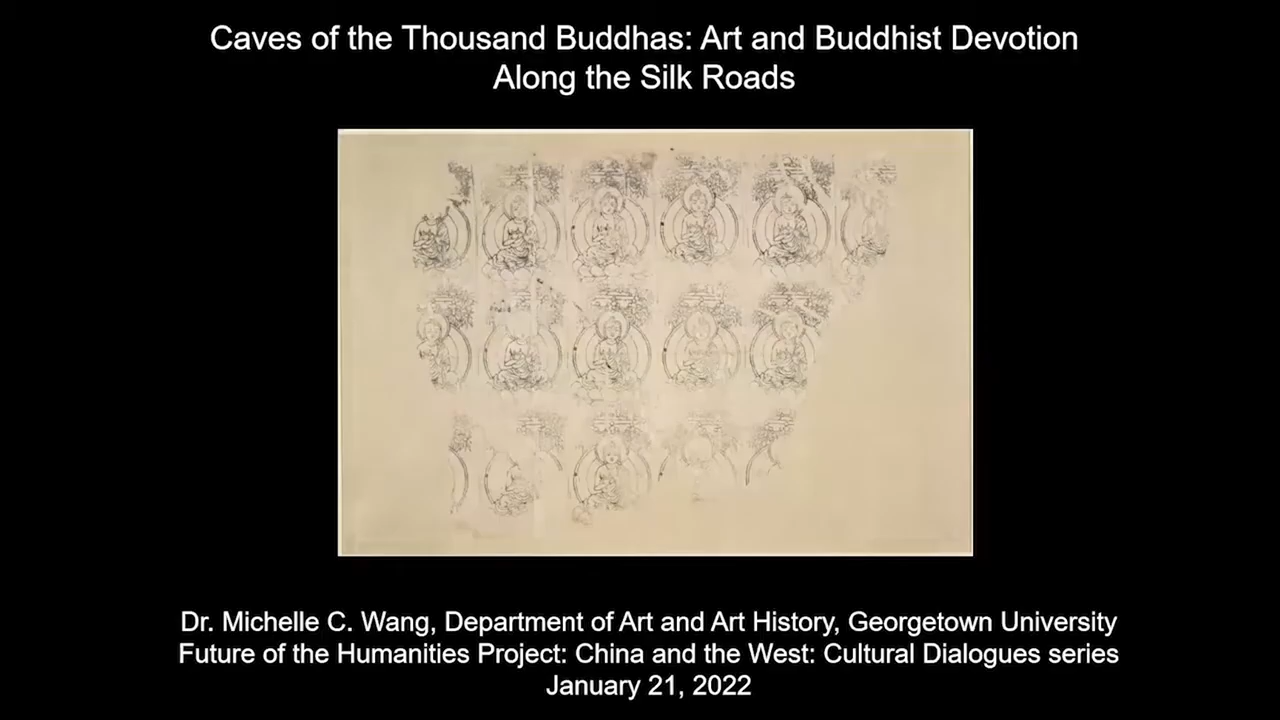 Caves of the Thousand Buddhas: Art and Buddhist Devotion
Along the Silk Roads
Dr. Michelle C. Wang, Department of Art and Art History, Georgetown University
Future of the Humanities Project: China and the West: Cultural Dialogues series
January 21, 2022